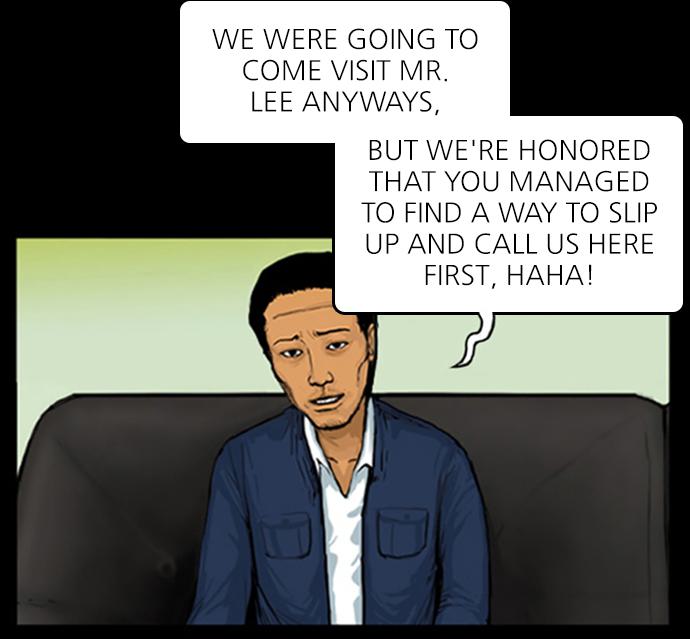 WE WERE GOING TO
COME VISIT MR.
LEE ANYWAYS,
BUT WE'RE HONORED
THAT YOU MANAGED
TO FIND A WAY TO SLIP
UP AND CALL US HERE
FIRST, HAHA!